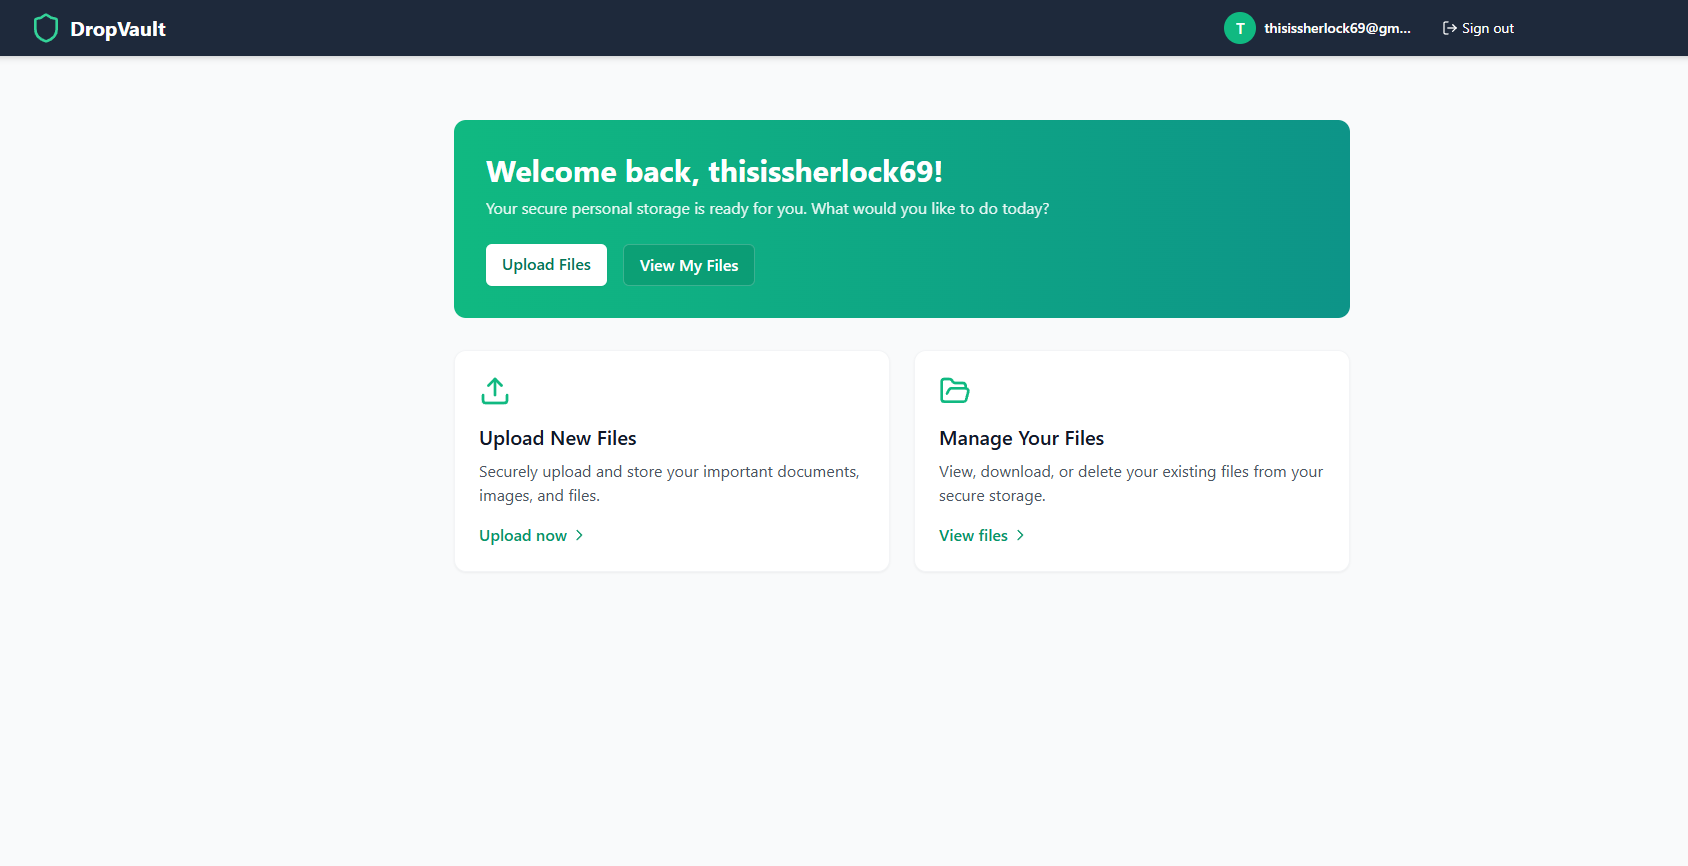 DropVault
T
thisissherlock69@gm...
Sign out
Welcome back, thisissherlock69!
Your secure personal storage is ready for you. What would you like to do today?
Upload Files
View My Files
Upload New Files
Securely upload and store your important documents,
images, and files.
Upload now
Manage Your Files
View, download, or delete your existing files from your
secure storage.
View files